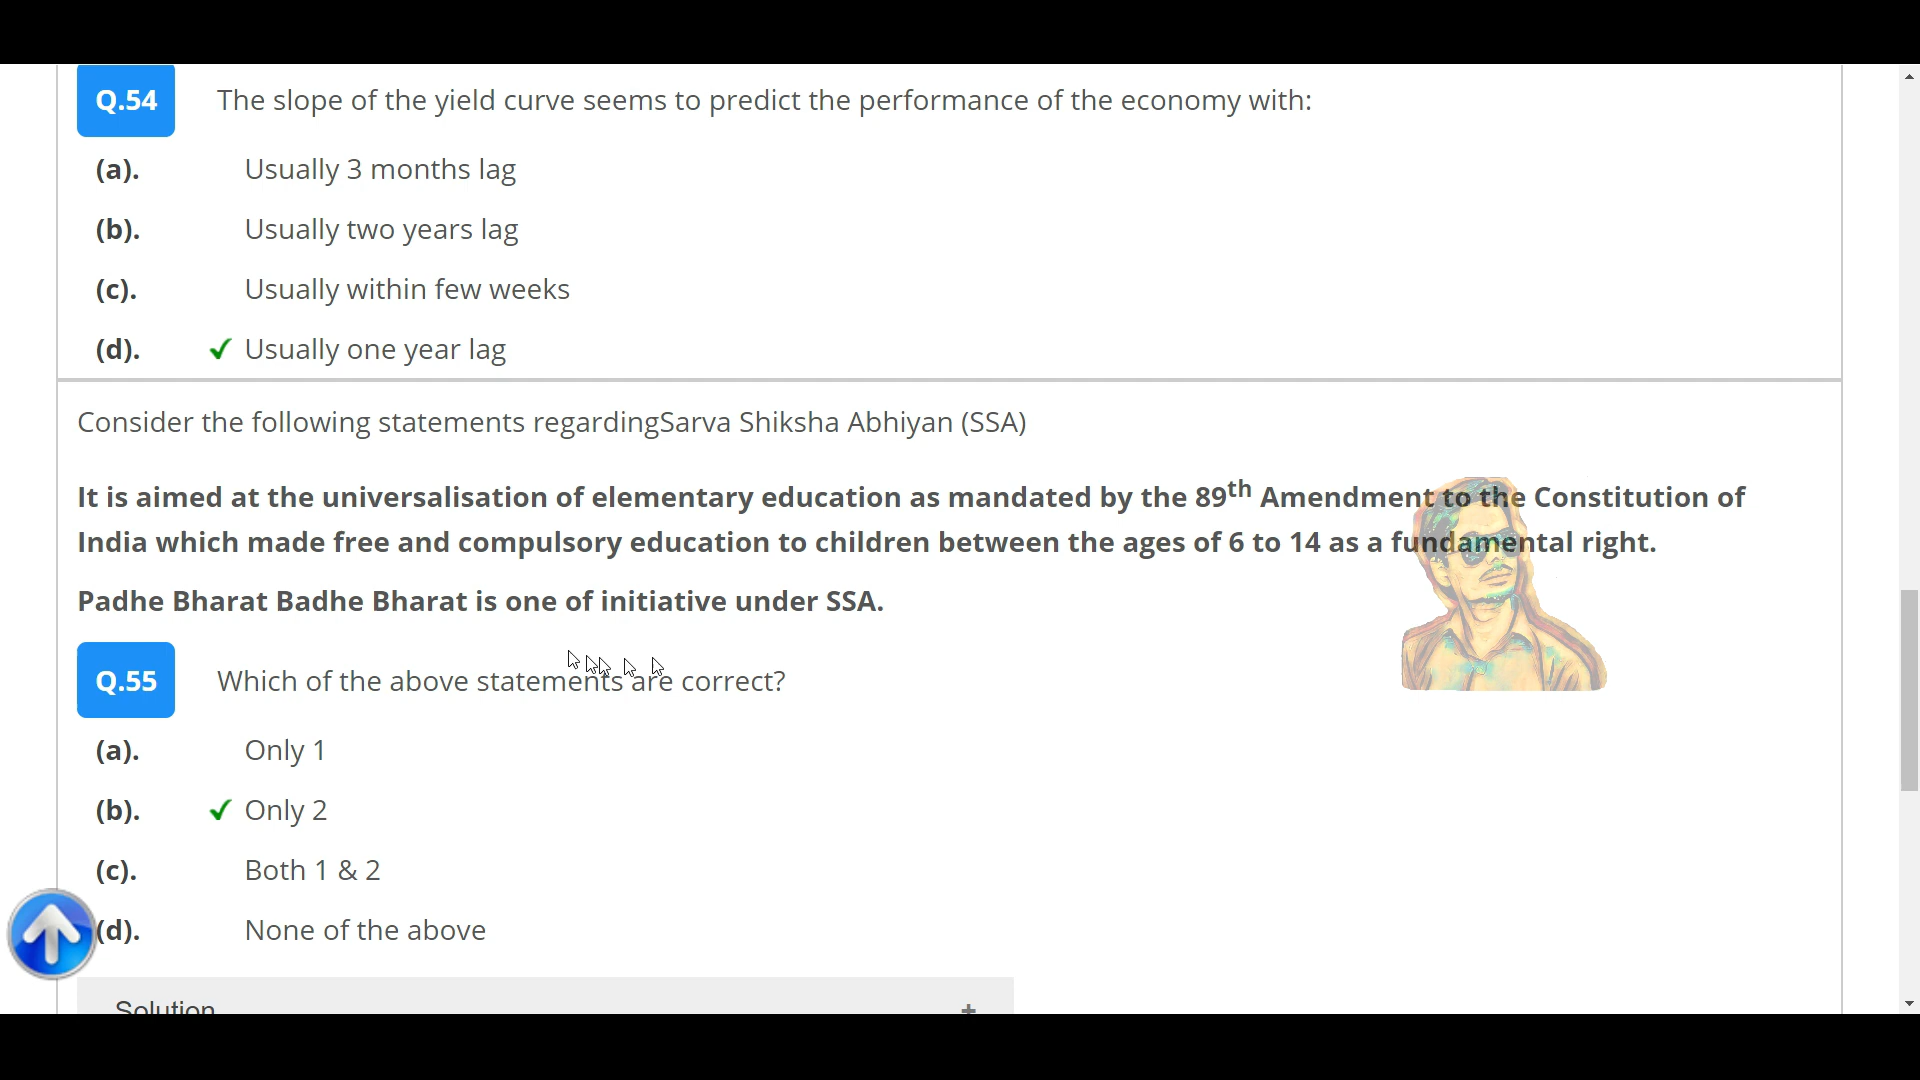 Q.54 The slope of the yield curve seems to predict the performance of the economy with:
(a). Usually 3 months lag
(b). Usually two years lag
(c). Usually within few weeks
(d). Usually one year lag
Consider the following statements regardingSarva Shiksha Abhiyan (SSA)
It is aimed at the universalisation of elementary education as mandated by the 89th Amendment to the Constitution of
India which made free and compulsory education to children between the ages of 6 to 14 as a fundamental right.
Padhe Bharat Badhe Bharat is one of initiative under SSA.
Q.55 Which of the above statements are correct?
(a). Only 1
(b). Only 2
(c). Both 1 & 2
(d). None of the above
Solution +